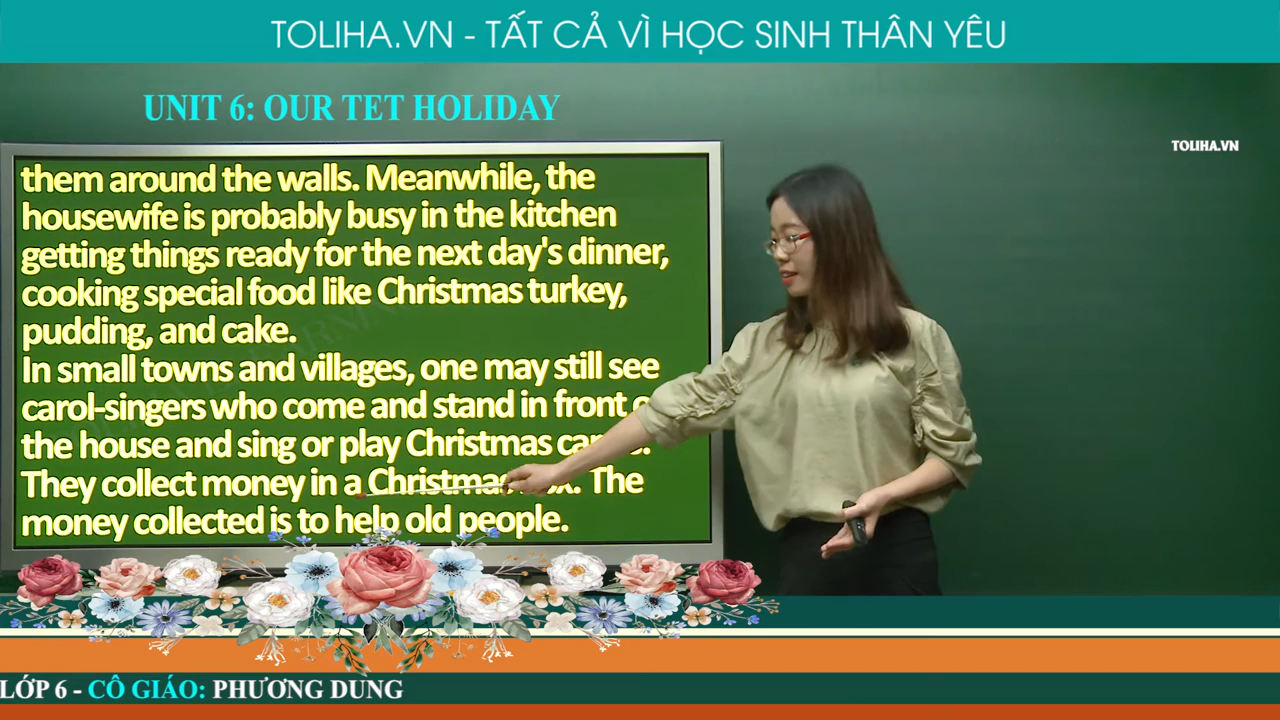 TOLIHA.VN - TẤT CẢ VÌ HỌC SINH THÂN YÊU
UNIT 6: OUR TET HOLIDAY
TOLIHA.VN
them around the walls. Meanwhile, the
housewife is probably busy in the kitchen
getting things ready for the next day's dinner,
cooking special food like Christmas turkey,
pudding, and cake.
In small towns and villages, one may still see
carol-singers who come and stand in front
the house and sing or play Christmas
They collect money in a Christmas The
money collected is to help old people.
LỚP 6 - CÔ GIÁO: PHƯƠNG DUNG